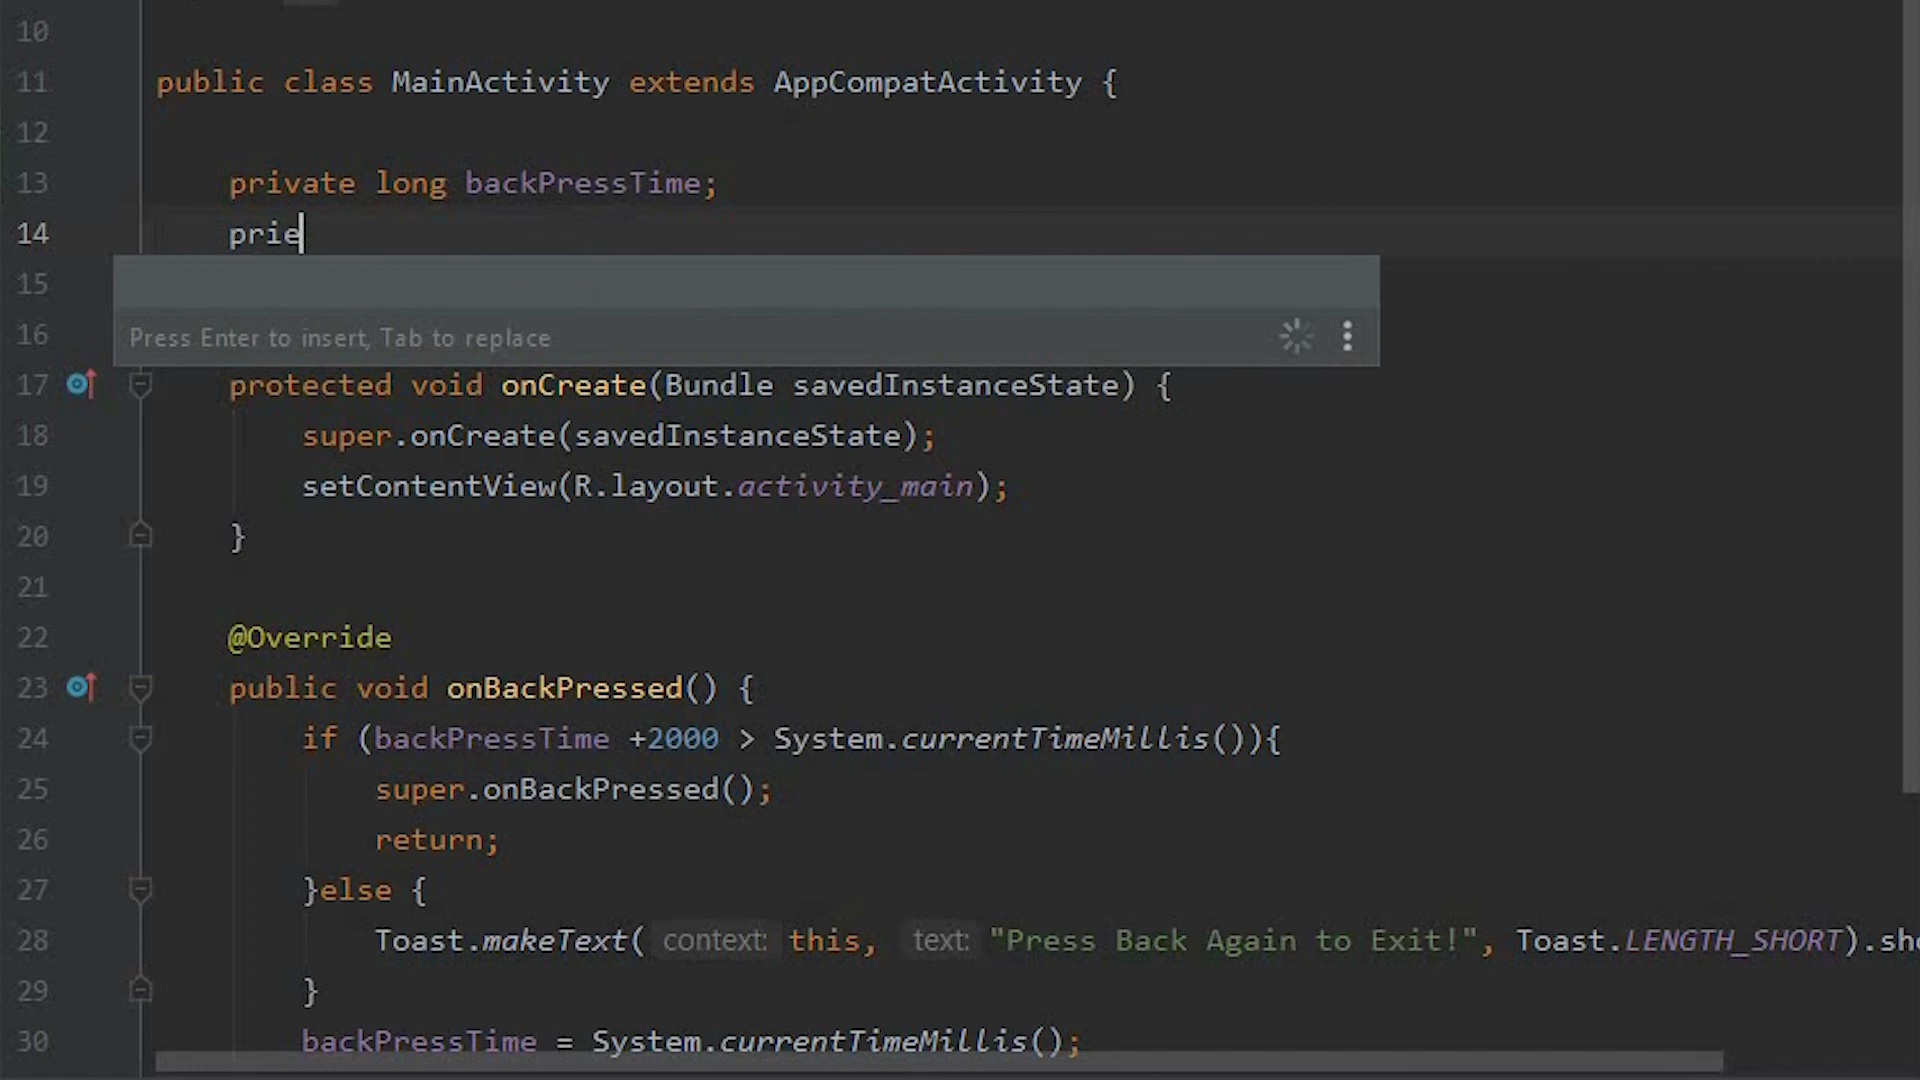 10
11 public class MainActivity extends AppCompatActivity {
12
13 private long backPressTime;
14 prie
15
Press Enter to insert, Tab to replace
16
17 protected void onCreate(Bundle savedInstanceState) {
18 super.onCreate(savedInstanceState);
19 setContentView(R.layout.activity_main);
20 }
21
22 @Override
23 public void onBackPressed() {
24 if (backPressTime +2000 > System.currentTimeMillis()){
25 super.onBackPressed();
26 return;
27 }else {
28 Toast.makeText( context: this, text: "Press Back Again to Exit!", Toast.LENGTH_SHORT).sho
29 }
30 backPressTime = System.currentTimeMillis();